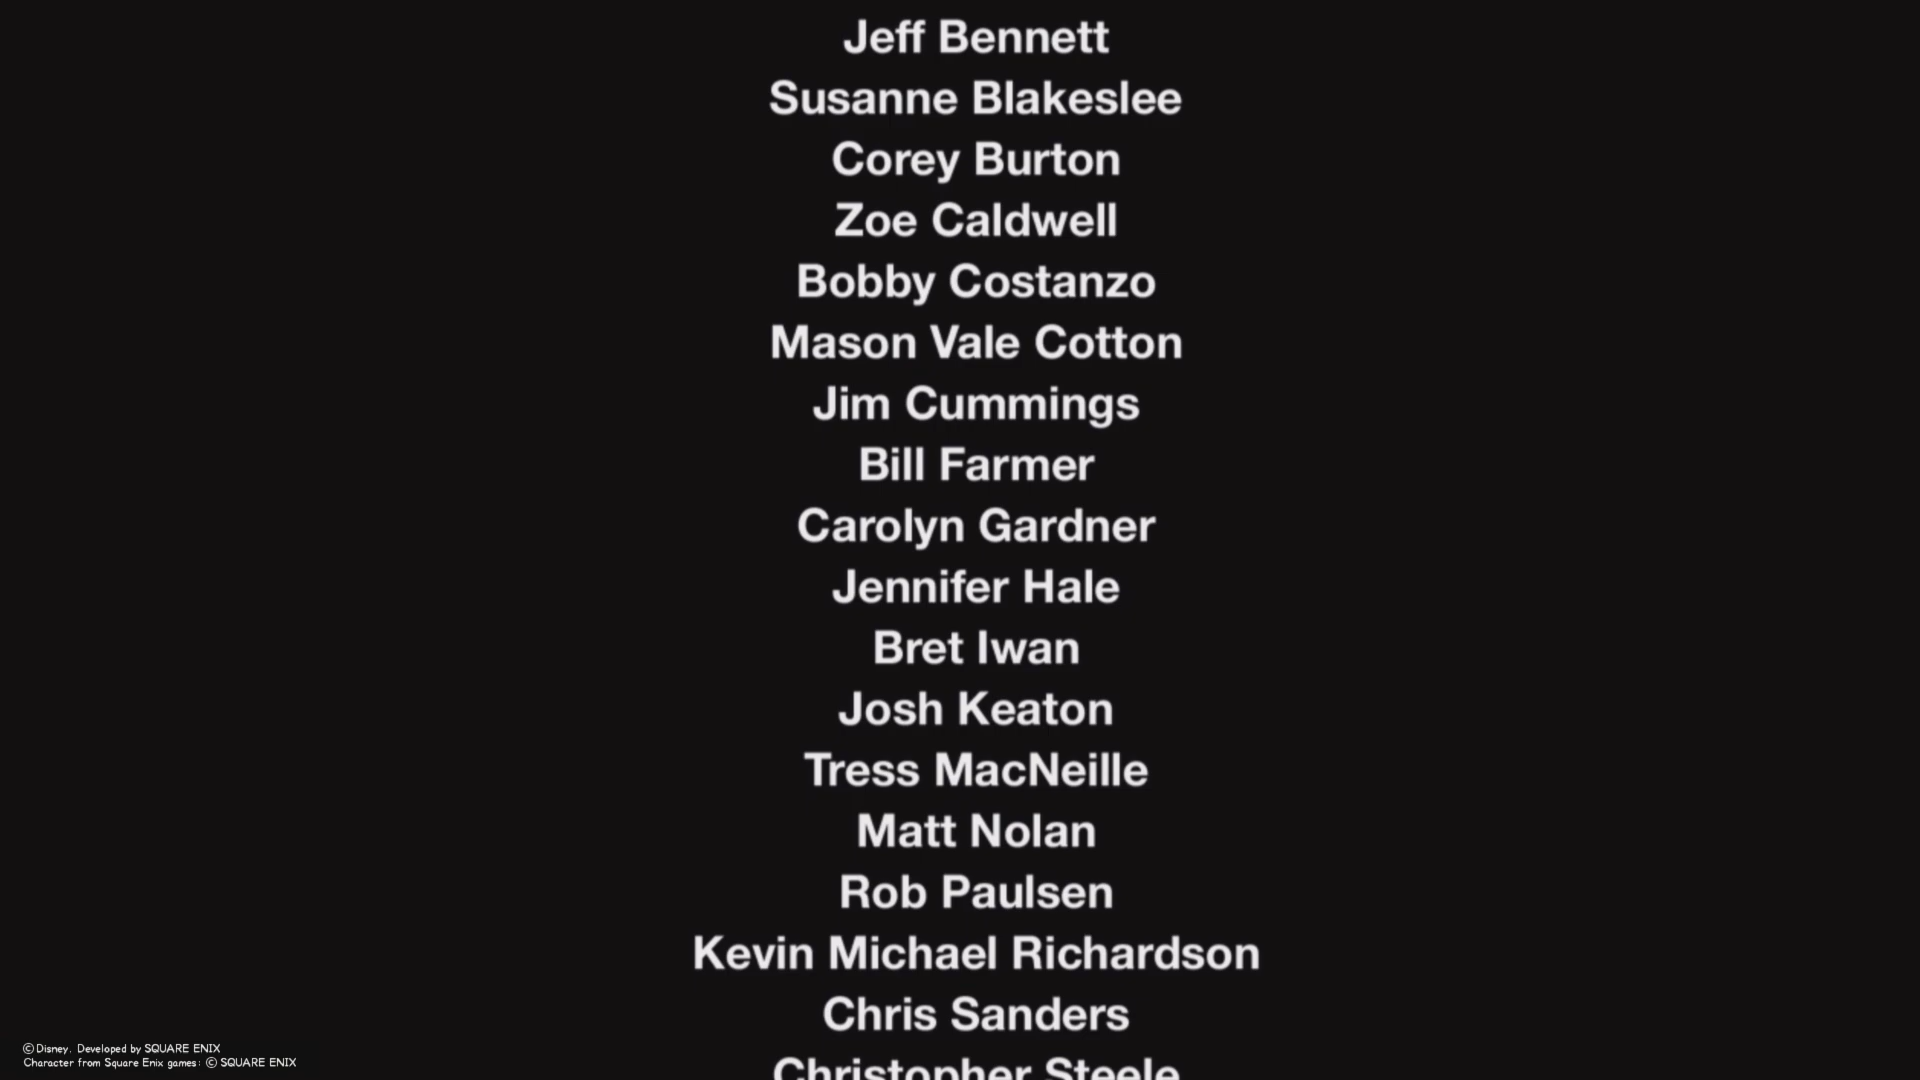 Jeff Bennett
Susanne Blakeslee
Corey Burton
Zoe Caldwell
Bobby Costanzo
Mason Vale Cotton
Jim Cummings
Bill Farmer
Carolyn Gardner
Jennifer Hale
Bret Iwan
Josh Keaton
Tress MacNeille
Matt Nolan
Rob Paulsen
Kevin Michael Richardson
Chris Sanders
Christopher Steele
© Disney. Developed by SQUARE ENIX
Character from Square Enix games: © SQUARE ENIX